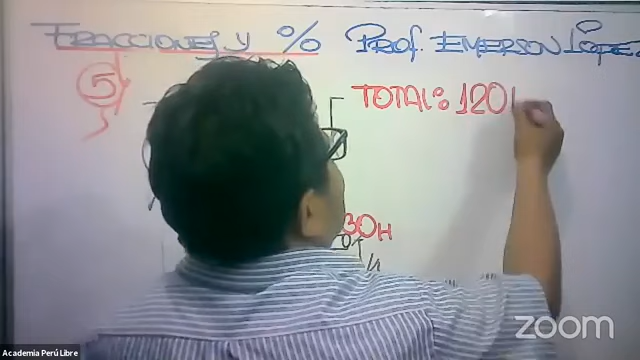 FRACCIONES Y % PROF. EMERSON LÓPEZ
5
TOTAL: 120
30H
zoom
Academia Perú Libre